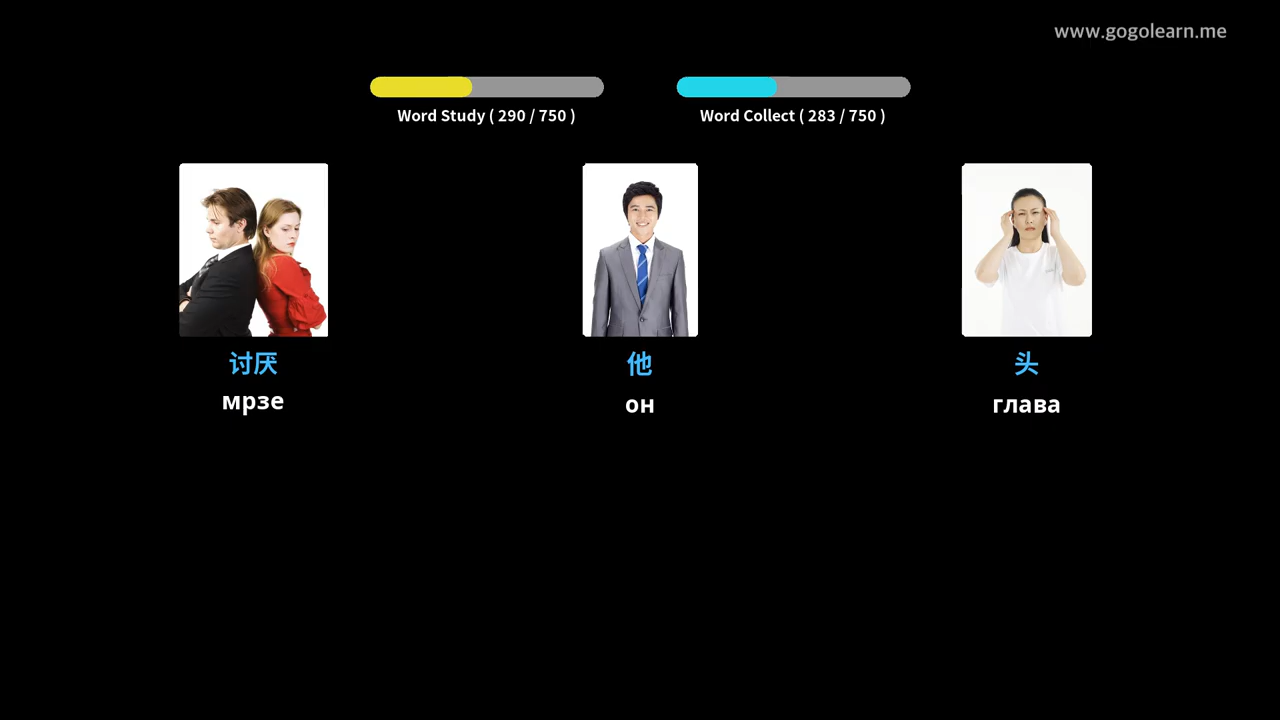 www.gogolearn.me
Word Study ( 290 / 750 )
Word Collect ( 283 / 750 )
讨厌
他
头
мрзе
он
глава